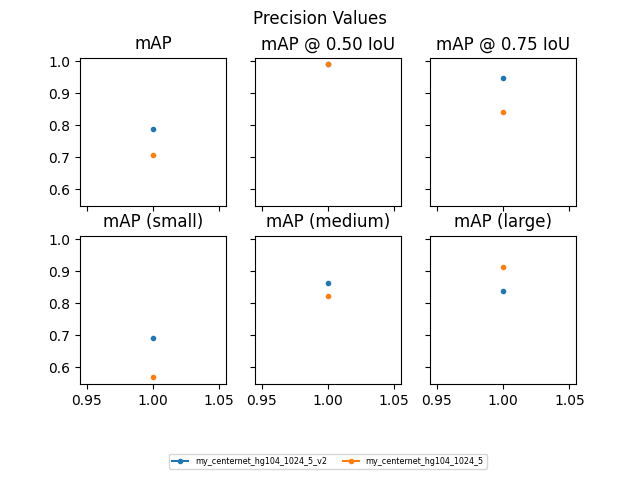 Precision Values
mAP
mAP @ 0.50 IoU
mAP @ 0.75 IoU
1.0
0.9
0.8
0.7
0.6
mAP (small)
mAP (medium)
mAP (large)
1.0
0.9
0.8
0.7
0.6
0.95 1.00 1.05
0.95 1.00 1.05
0.95 1.00 1.05
my_centernet_hg104_1024_5_v2
my_centernet_hg104_1024_5